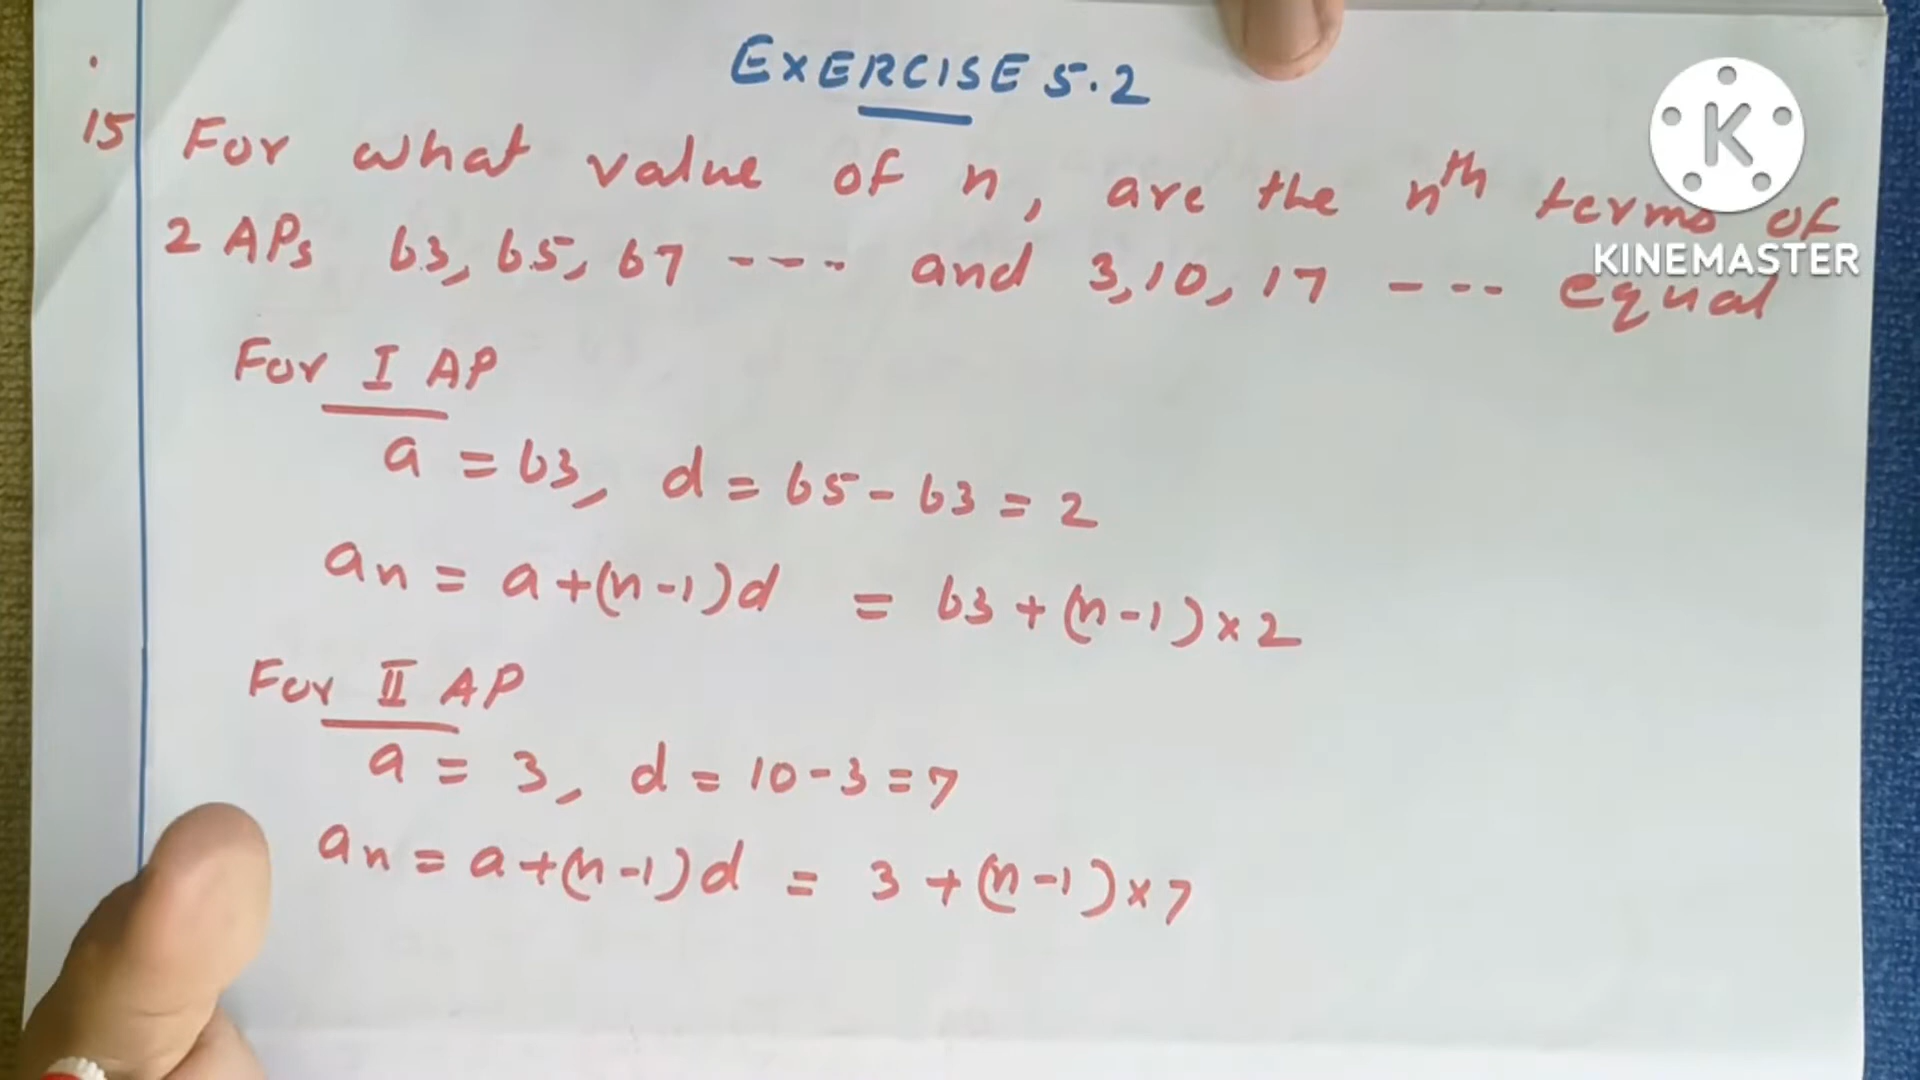 EXERCISE 5.2
15 For what value of n, are the nth terms of
2 APs 63, 65, 67 ---- and 3, 10, 17 ---- equal
K
KINEMASTER
For I AP
a = 63, d = 65 - 63 = 2
an = a+(n-1)d = 63 + (n-1) × 2
For II AP
a = 3, d = 10-3 = 7
an = a+(n-1)d = 3 + (n-1) × 7